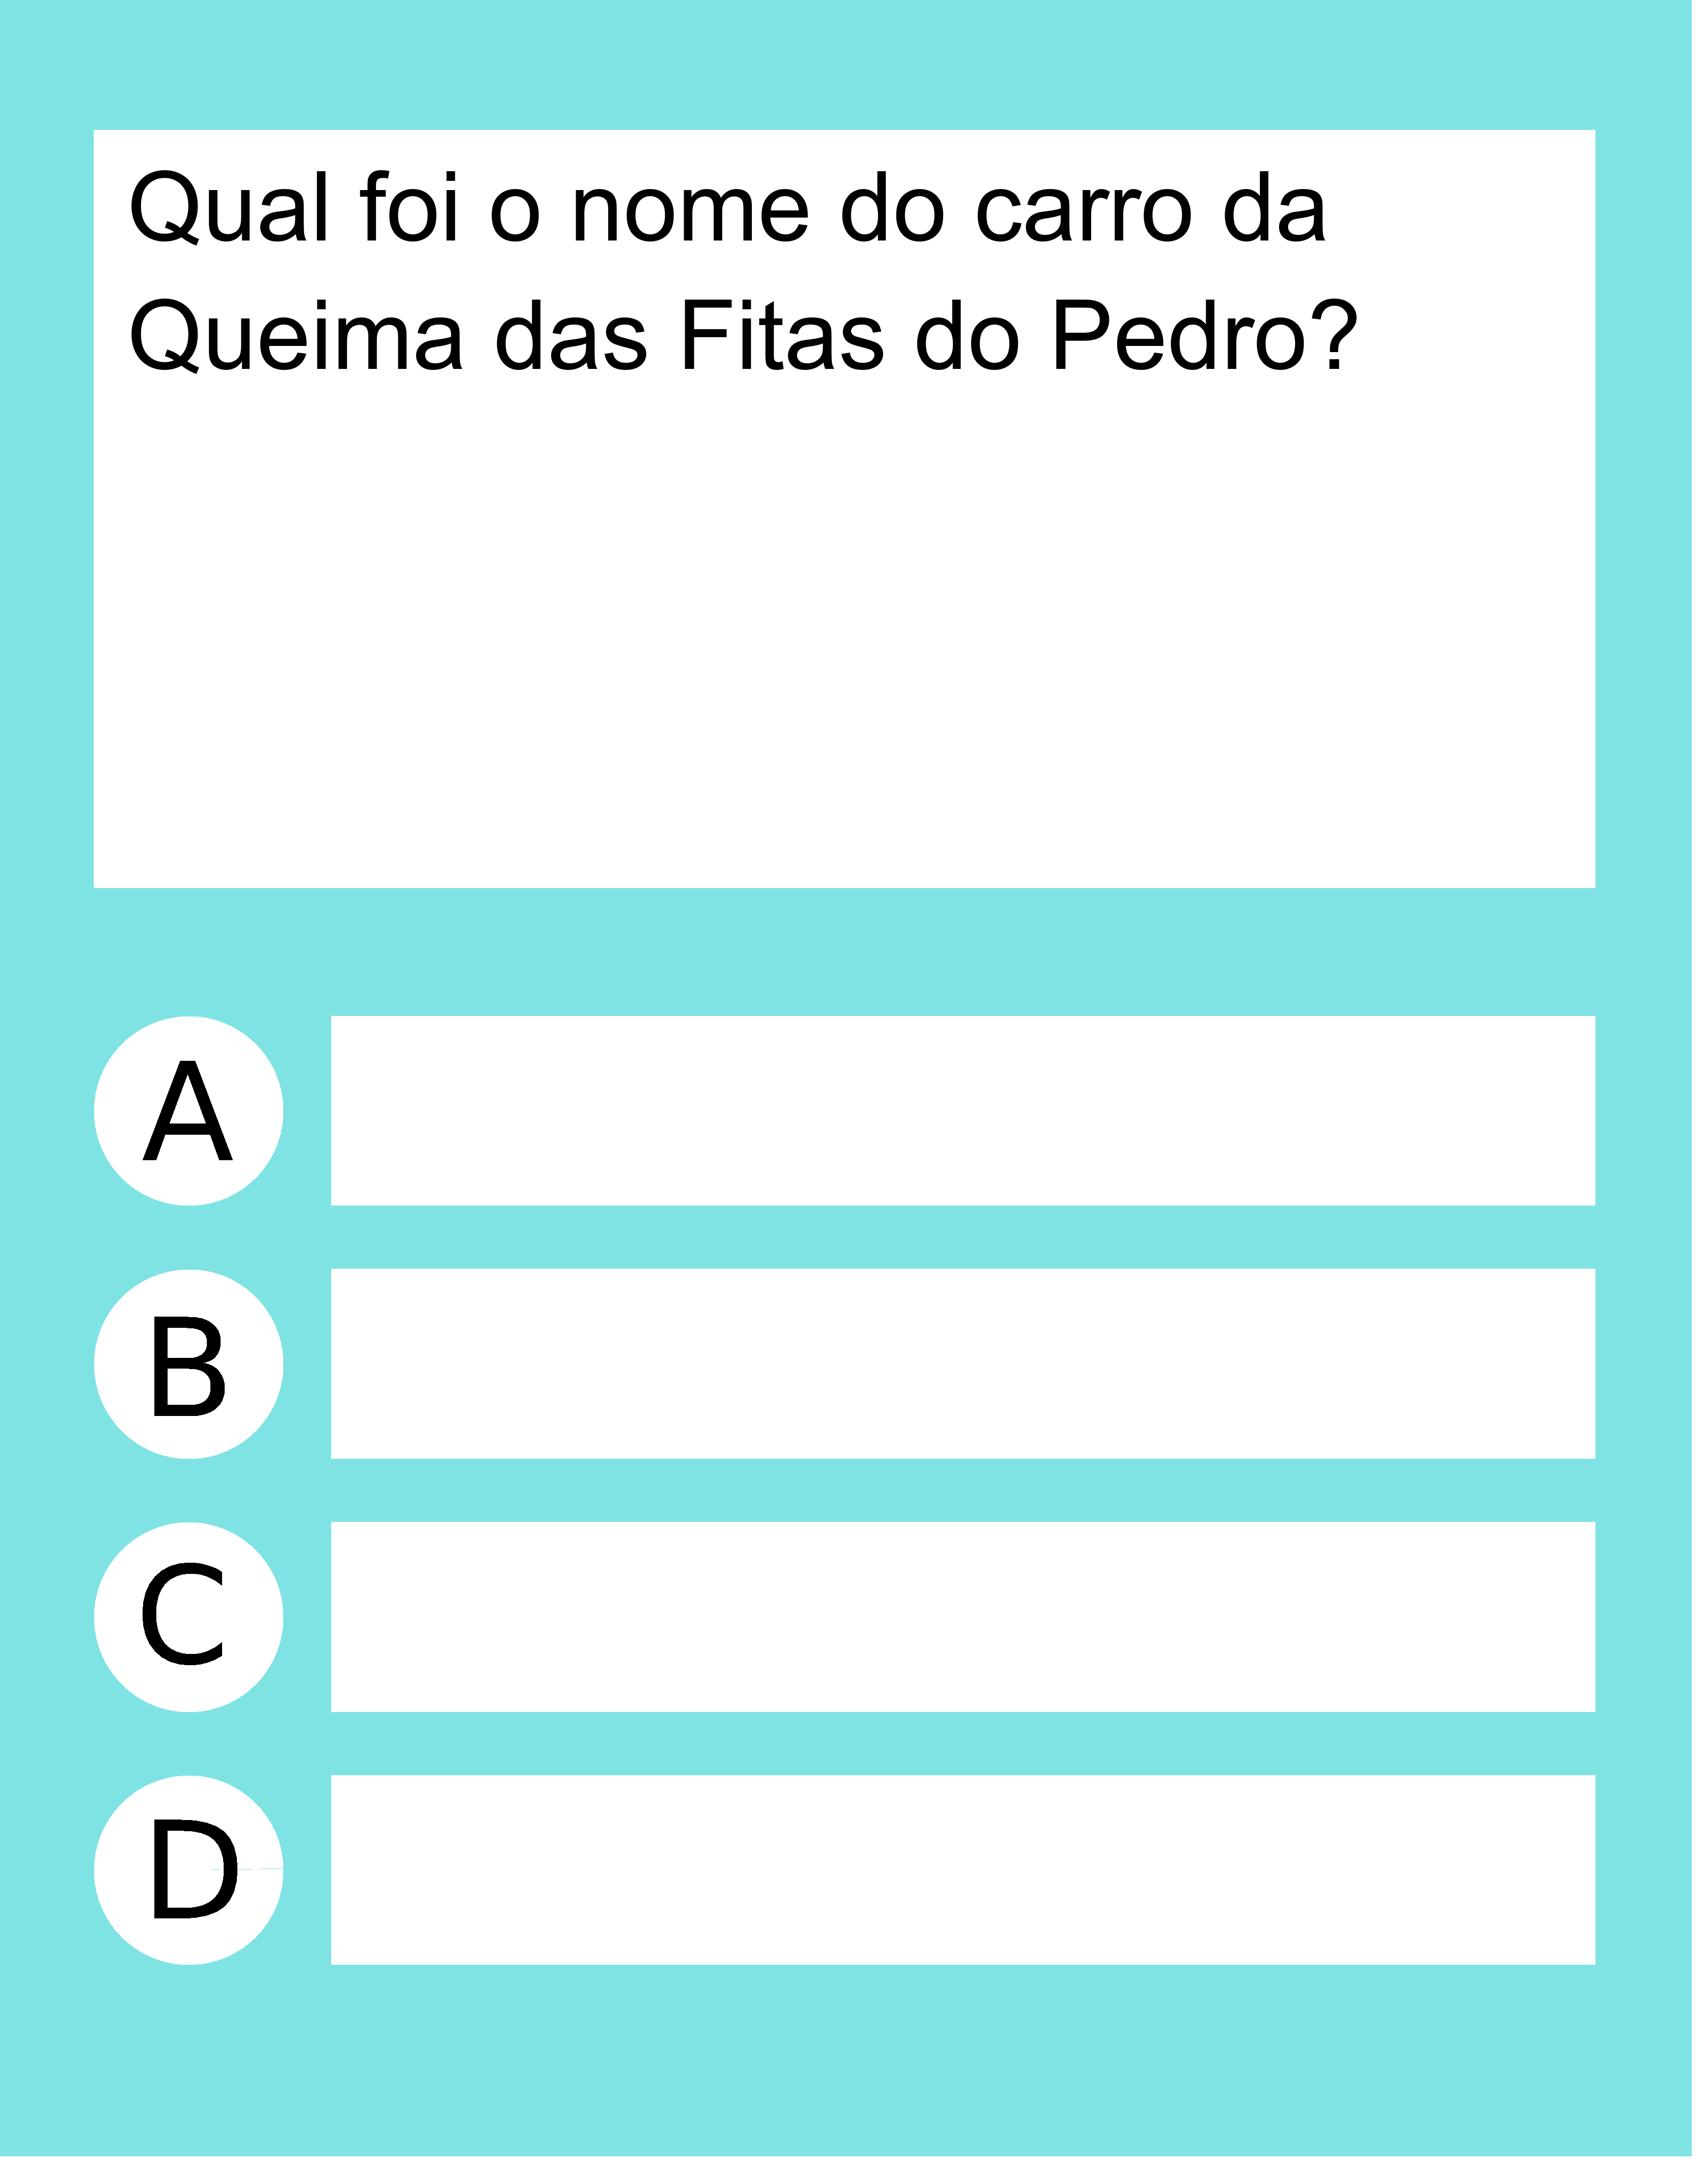 Qual foi o nome do carro da
Queima das Fitas do Pedro?
A
B
C
D